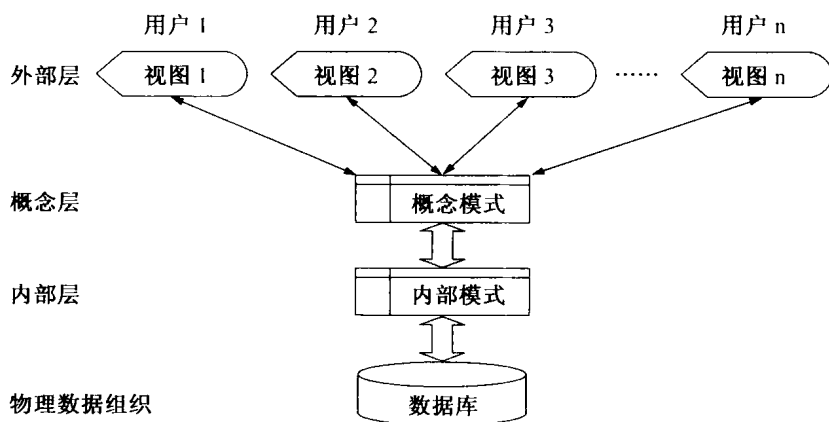 用户 1 用户 2 用户 3 用户 n
外部层 视图 1 视图 2 视图 3 …… 视图 n
概念层 概念模式
内部层 内部模式
物理数据组织 数据库